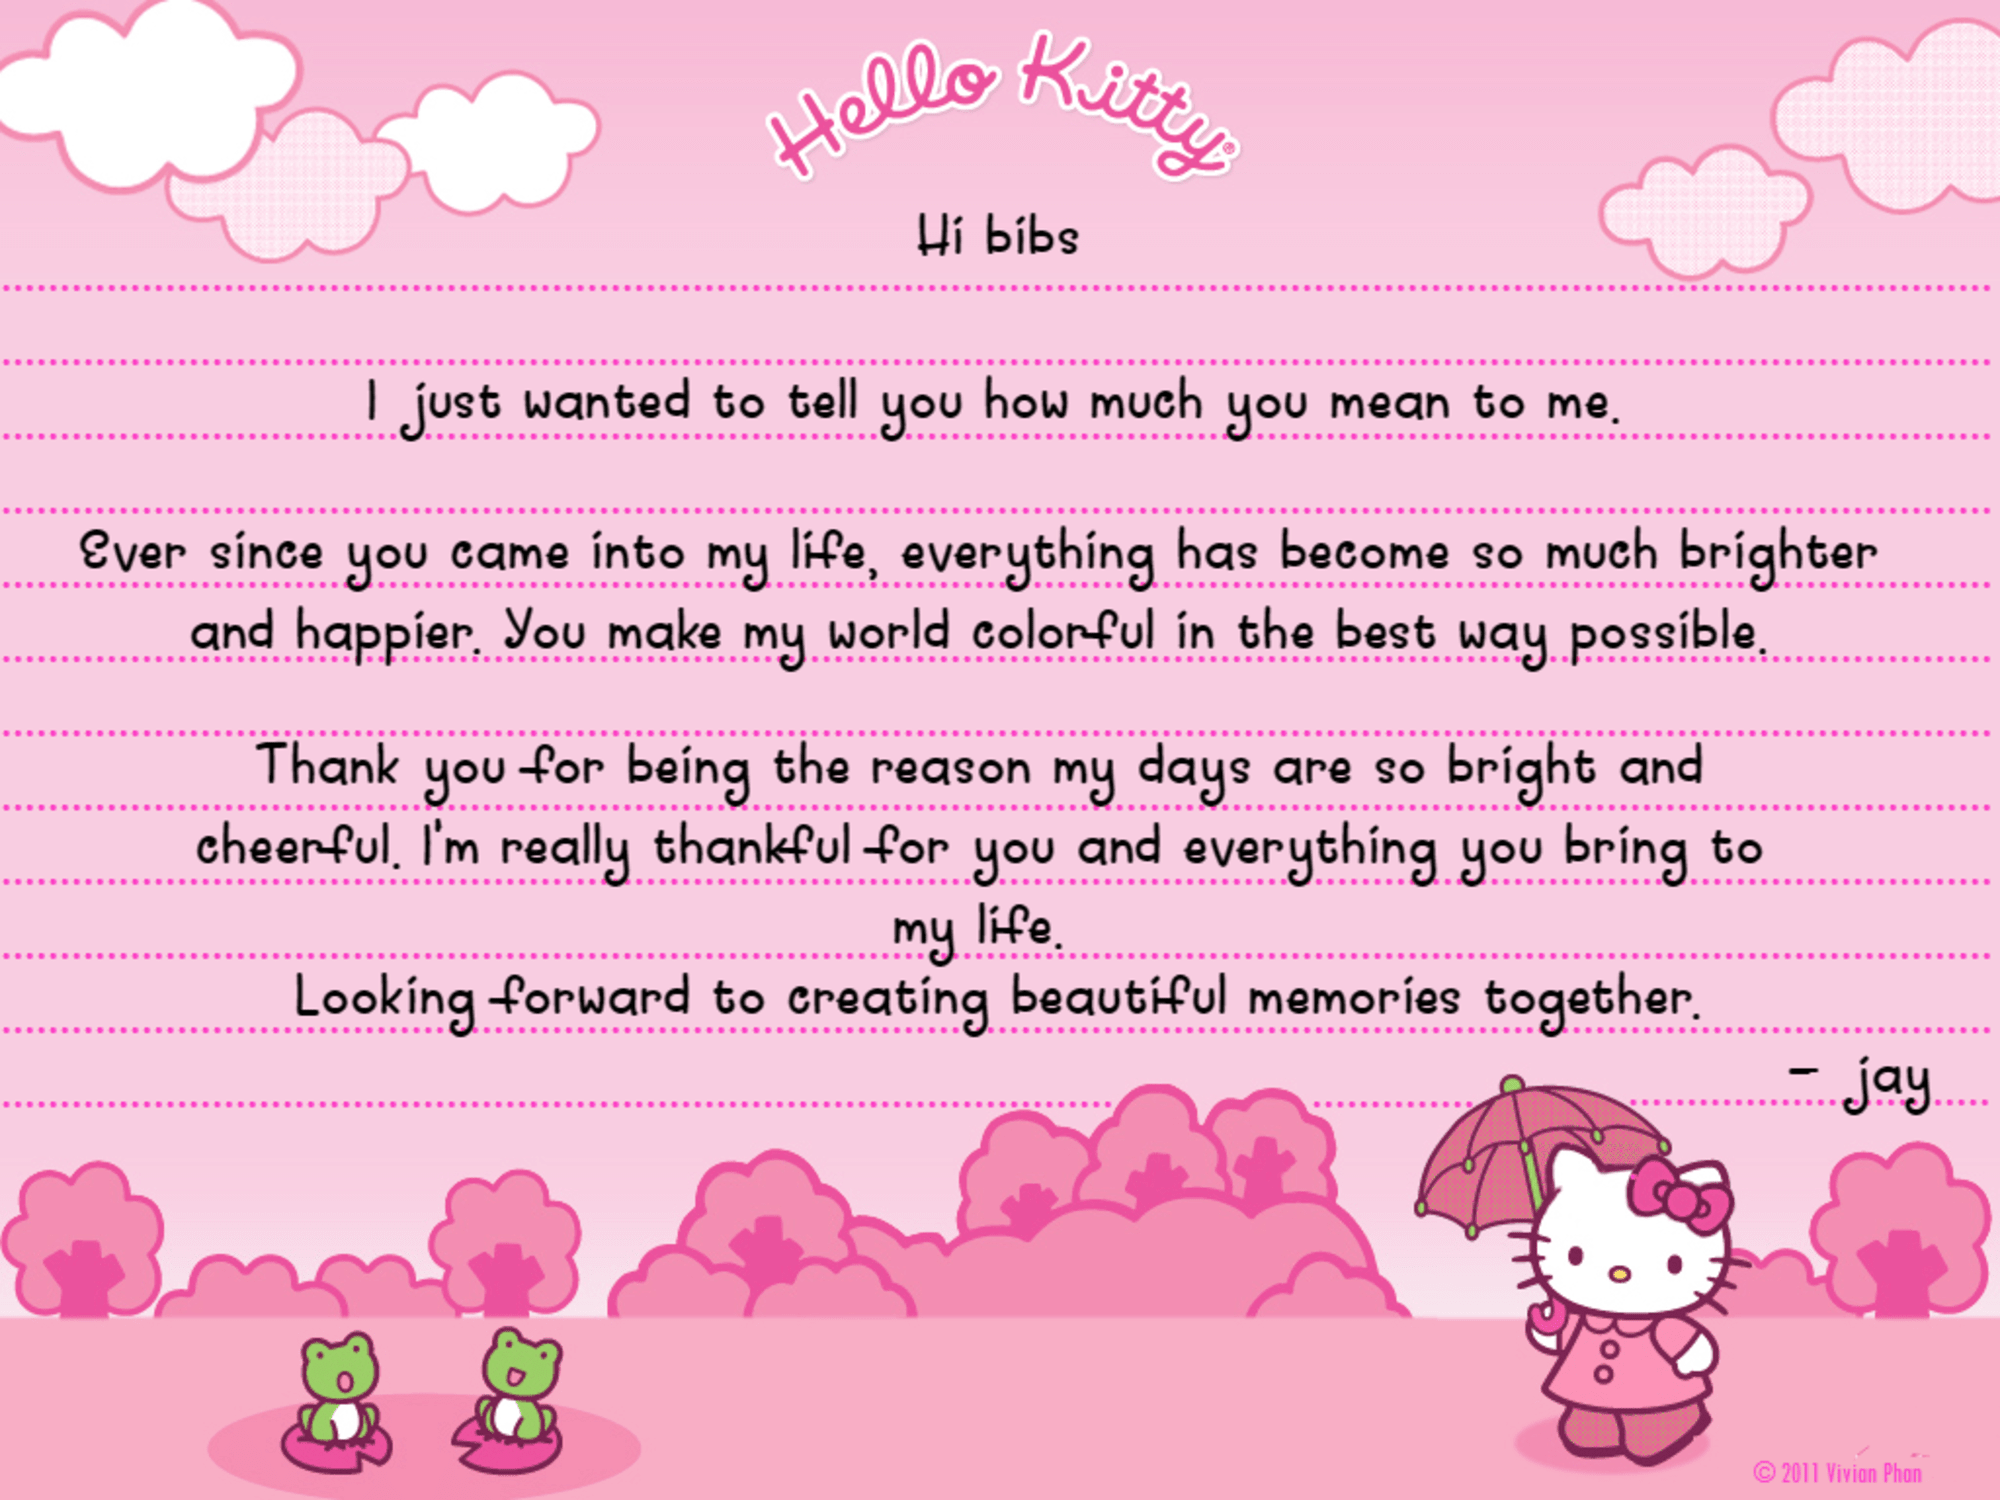 Hello Kitty®
Hi bibs
I just wanted to tell you how much you mean to me.
Ever since you came into my life, everything has become so much brighter
and happier. You make my world colorful in the best way possible.
Thank you for being the reason my days are so bright and
cheerful. I'm really thankful for you and everything you bring to
my life.
Looking forward to creating beautiful memories together.
- jay
© 2011 Vivian Phan